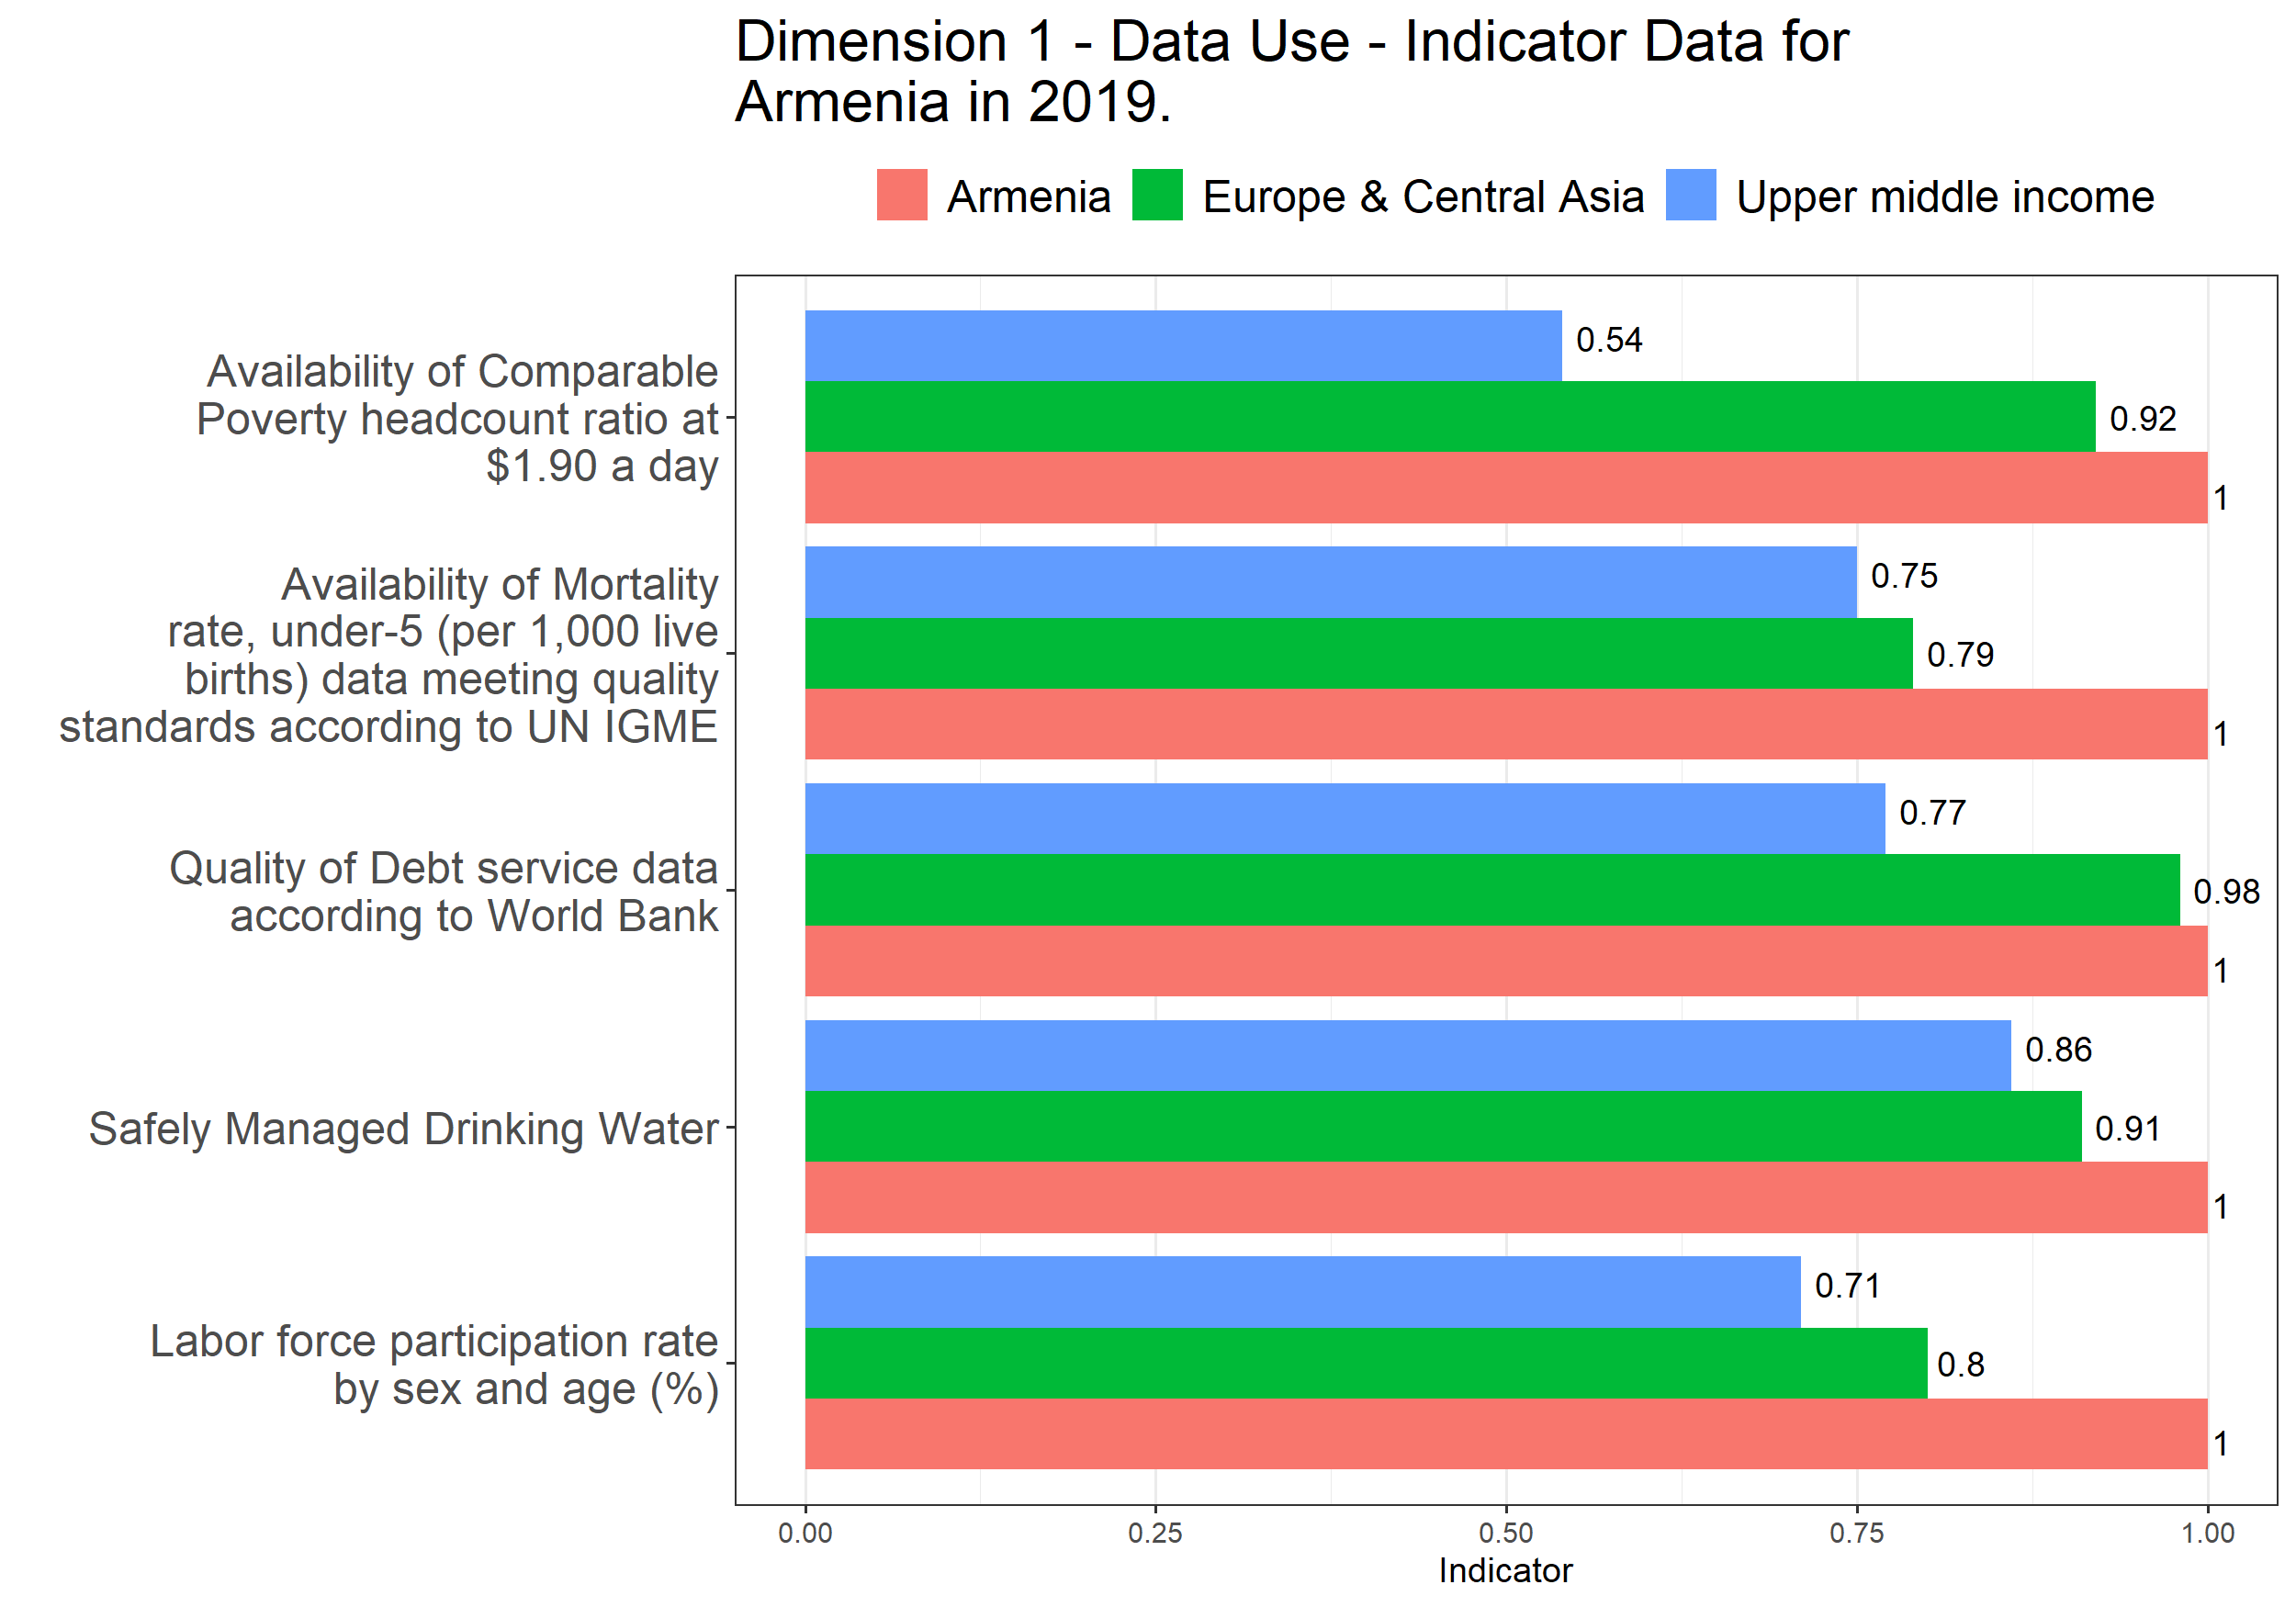 Dimension 1 - Data Use - Indicator Data for
Armenia in 2019.
Armenia
Europe & Central Asia
Upper middle income
Availability of Comparable
Poverty headcount ratio at
$1.90 a day
0.54
0.92
1
Availability of Mortality
rate, under-5 (per 1,000 live
births) data meeting quality
standards according to UN IGME
0.75
0.79
1
Quality of Debt service data
according to World Bank
0.77
0.98
1
Safely Managed Drinking Water
0.86
0.91
1
Labor force participation rate
by sex and age (%)
0.71
0.8
1
0.00 0.25 0.50 0.75 1.00
Indicator